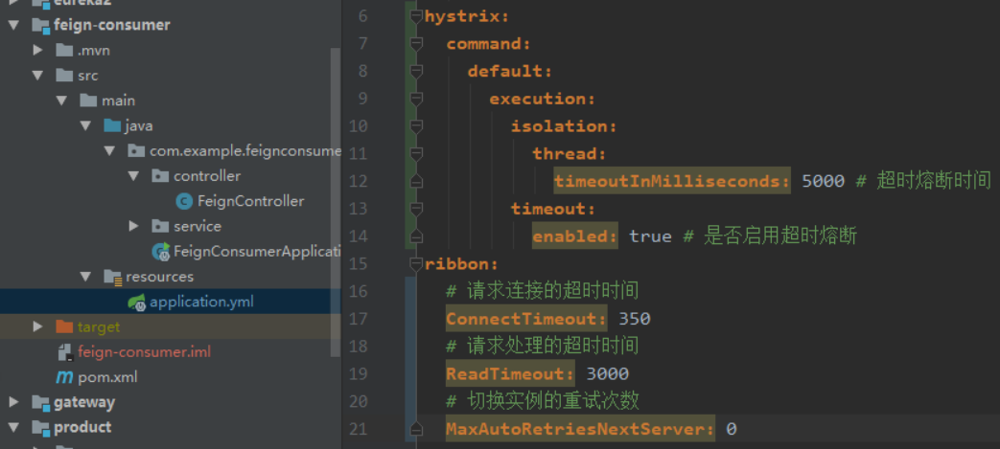 eureka2
feign-consumer
.mvn
src
main
java
com.example.feignconsume
controller
FeignController
service
FeignConsumerApplicati
resources
application.yml
target
feign-consumer.iml
pom.xml
gateway
product
6 hystrix:
7 command:
8 default:
9 execution:
10 isolation:
11 thread:
12 timeoutInMilliseconds: 5000 # 超时熔断时间
13 timeout:
14 enabled: true # 是否启用超时熔断
15 ribbon:
16 # 请求连接的超时时间
17 ConnectTimeout: 350
18 # 请求处理的超时时间
19 ReadTimeout: 3000
20 # 切换实例的重试次数
21 MaxAutoRetriesNextServer: 0